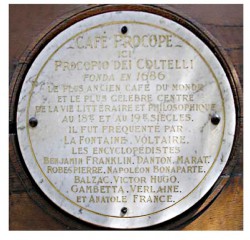 CAFÉ PROCOPE
ICI
PROCOPIO DEI COLTELLI
FONDA EN 1686
LE PLUS ANCIEN CAFÉ DU MONDE
ET LE PLUS CÉLÈBRE CENTRE
DE LA VIE LITTÉRAIRE ET PHILOSOPHIQUE
AU 18E ET AU 19E SIÈCLES.
IL FUT FRÉQUENTÉ PAR
LA FONTAINE, VOLTAIRE.
LES ENCYCLOPÉDISTES
BENJAMIN FRANKLIN, DANTON, MARAT,
ROBESPIERRE, NAPOLÉON BONAPARTE,
BALZAC, VICTOR HUGO,
GAMBETTA, VERLAINE,
ET ANATOLE FRANCE.